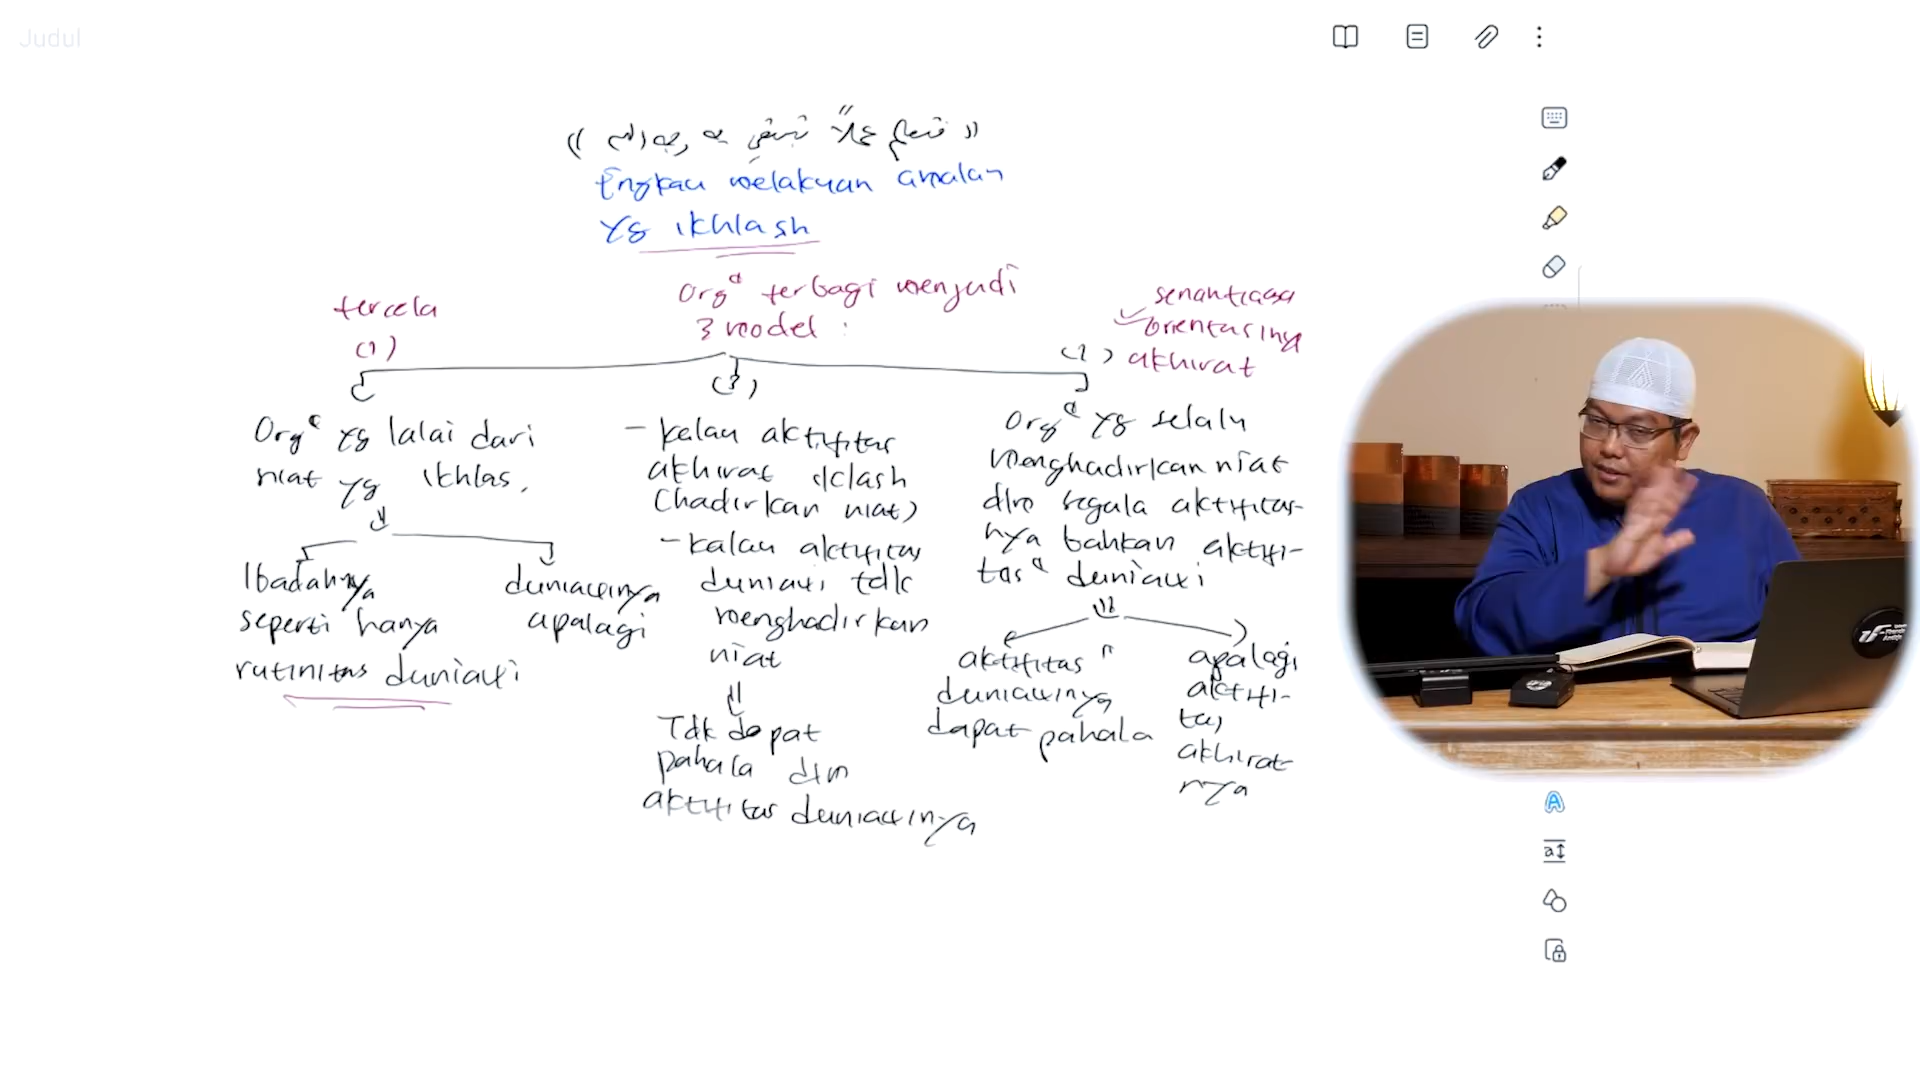 Judul
Engkau melakukan amalan
yg ikhlash
Org² terbagi menjadi
3 model :
tercela
(1)
Org² yg lalai dari
niat yg ikhlas,
Ibadahnya
seperti hanya
rutinitas duniawi
duniawinya
apalagi
(3)
- kalau aktifitas
akhirat
(hadirkan niat)
- kalau aktifitas
duniawi tdk
menghadirkan
niat
Tdk dapat
pahala dlm
aktifitas duniawinya
senantiasa
orientasinya
akhirat
Org² yg selalu
menghadirkan niat
dlm segala aktifitas-
nya bahkan aktifi-
tas² duniawi
aktifitas²
duniawinya
dapat pahala
apalagi
aktifi-
tas
akhirat
nya